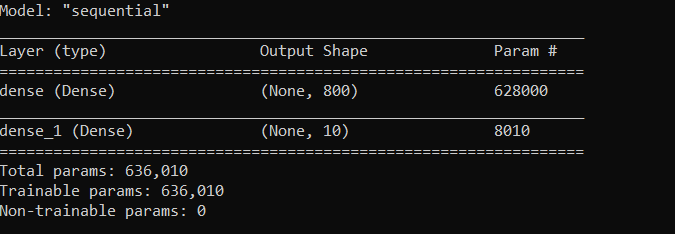 Model: "sequential"
_________________________________________________________________
Layer (type)                 Output Shape              Param #
=================================================================
dense (Dense)                (None, 800)               628000
_________________________________________________________________
dense_1 (Dense)              (None, 10)                8010
=================================================================
Total params: 636,010
Trainable params: 636,010
Non-trainable params: 0